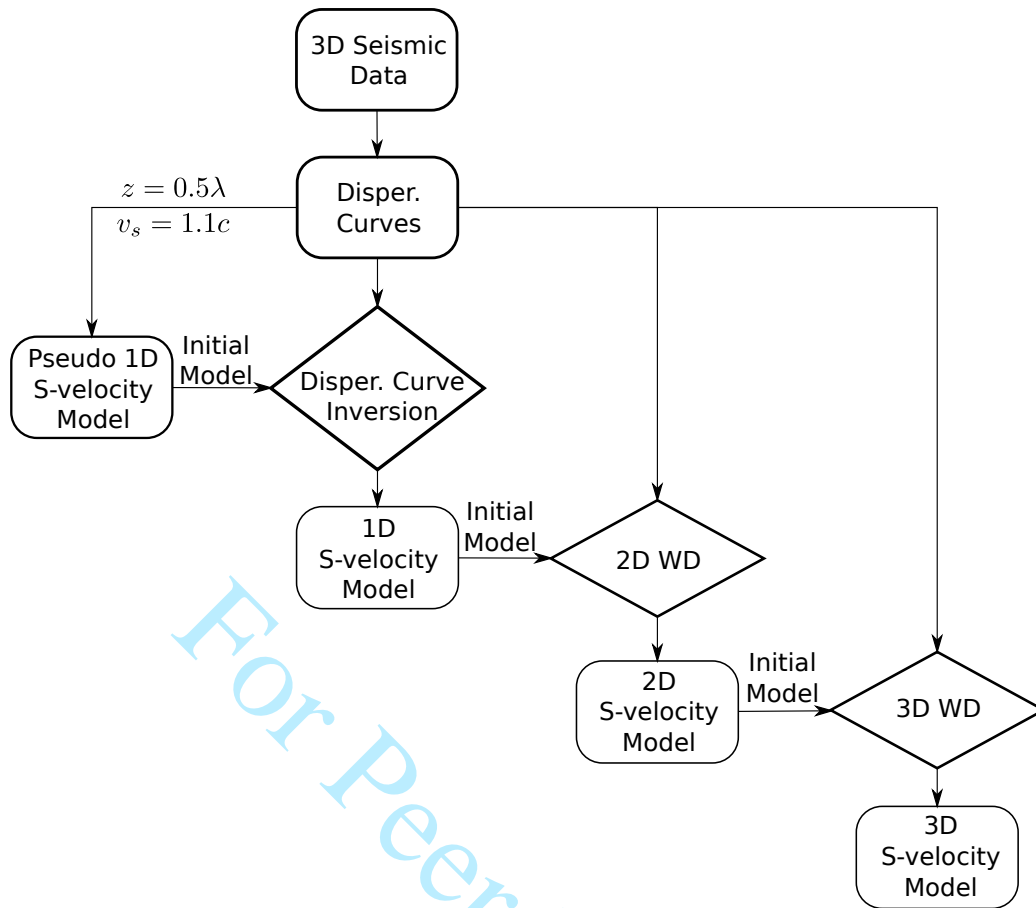 3D Seismic
Data
z = 0.5λ
v_s = 1.1c
Disper.
Curves
Pseudo 1D
S-velocity
Model
Initial
Model
Disper. Curve
Inversion
1D
S-velocity
Model
Initial
Model
2D WD
2D
S-velocity
Model
Initial
Model
3D WD
3D
S-velocity
Model
For Peer